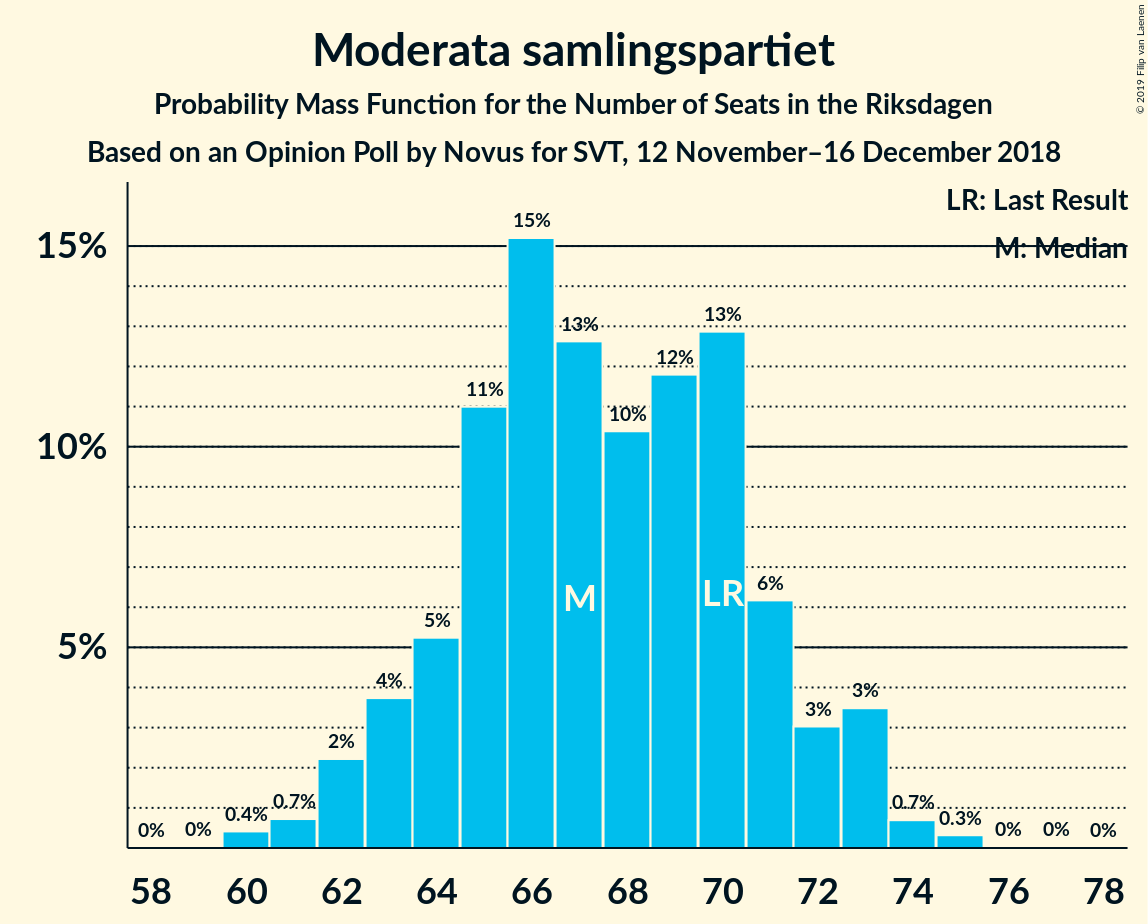 Moderata samlingspartiet
Probability Mass Function for the Number of Seats in the Riksdagen
Based on an Opinion Poll by Novus for SVT, 12 November–16 December 2018
© 2019 Filip van Laenen
LR: Last Result
M: Median
15%
10%
5%
0% 0% 0.4% 0.7% 2% 4% 5% 11% 15% 13% 10% 12% 13% 6% 3% 3% 0.7% 0.3% 0% 0% 0%
M LR
58 60 62 64 66 68 70 72 74 76 78